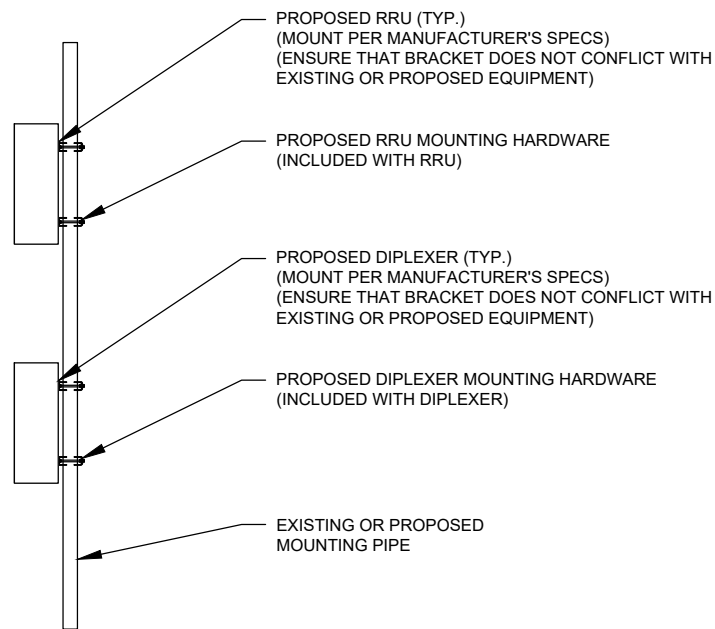 PROPOSED RRU (TYP.)
(MOUNT PER MANUFACTURER'S SPECS)
(ENSURE THAT BRACKET DOES NOT CONFLICT WITH
EXISTING OR PROPOSED EQUIPMENT)
PROPOSED RRU MOUNTING HARDWARE
(INCLUDED WITH RRU)
PROPOSED DIPLEXER (TYP.)
(MOUNT PER MANUFACTURER'S SPECS)
(ENSURE THAT BRACKET DOES NOT CONFLICT WITH
EXISTING OR PROPOSED EQUIPMENT)
PROPOSED DIPLEXER MOUNTING HARDWARE
(INCLUDED WITH DIPLEXER)
EXISTING OR PROPOSED
MOUNTING PIPE